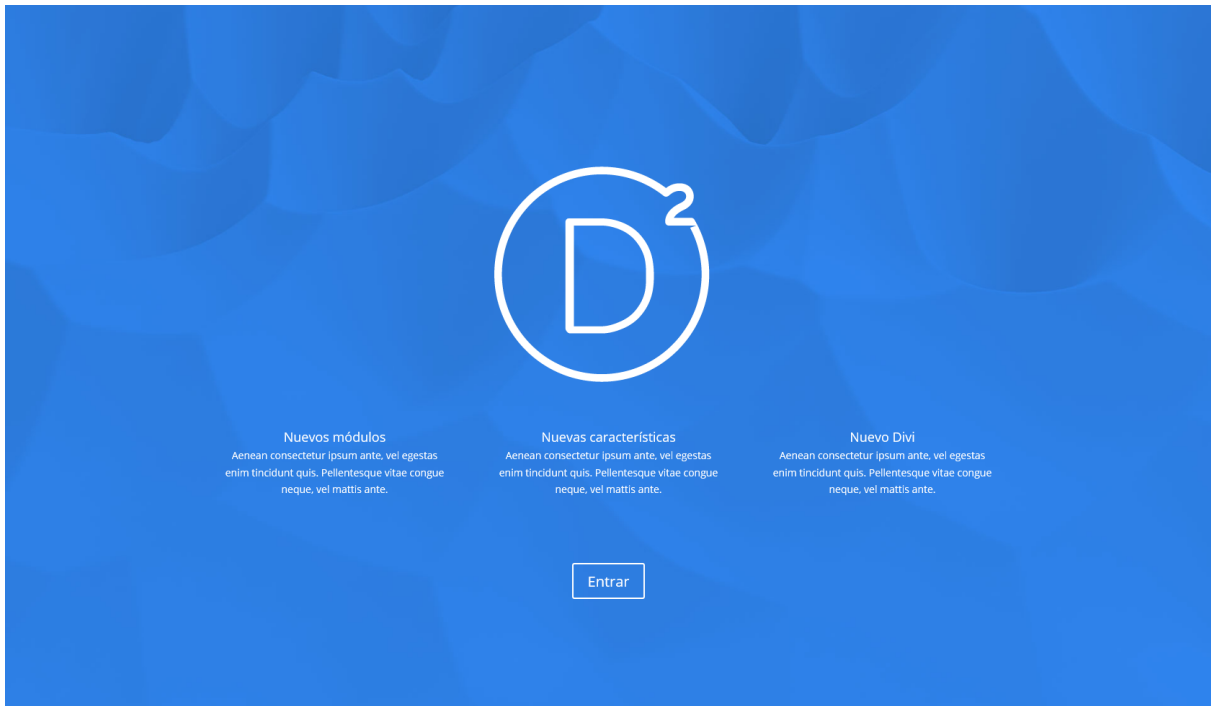 D2
Nuevos módulos
Aenean consectetur ipsum ante, vel egestas
enim tincidunt quis. Pellentesque vitae congue
neque, vel mattis ante.
Nuevas características
Aenean consectetur ipsum ante, vel egestas
enim tincidunt quis. Pellentesque vitae congue
neque, vel mattis ante.
Nuevo Divi
Aenean consectetur ipsum ante, vel egestas
enim tincidunt quis. Pellentesque vitae congue
neque, vel mattis ante.
Entrar